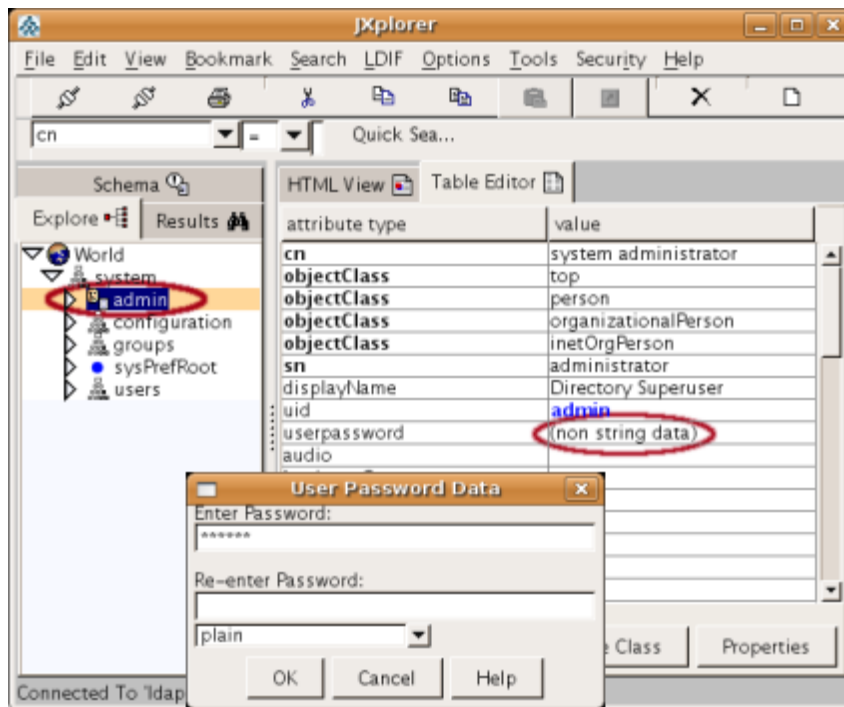 JXplorer
File Edit View Bookmark Search LDIF Options Tools Security Help
cn = Quick Sea...
Schema
Explore Results
World
system
admin
configuration
groups
sysPrefRoot
users
HTML View Table Editor
attribute type value
cn system administrator
objectClass top
objectClass person
objectClass organizationalPerson
objectClass inetOrgPerson
sn administrator
displayName Directory Superuser
uid admin
userpassword (non string data)
audio
User Password Data
Enter Password:
******
Re-enter Password:
plain
OK Cancel Help
Class Properties
Connected To 'ldap